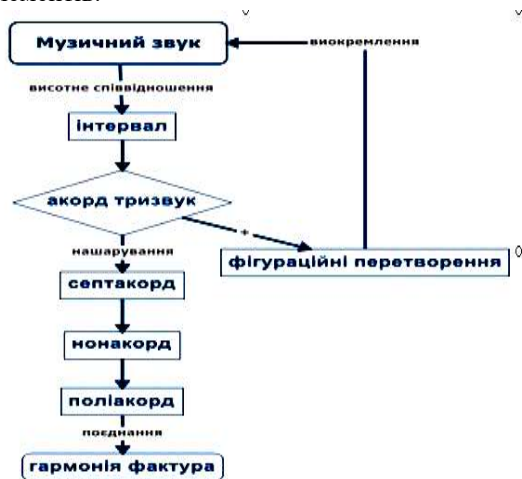 Музичний звук
виокремлення
висотне співвідношення
інтервал
акорд тризвук
+
нашарування
фігураційні перетворення
септакорд
нонакорд
поліакорд
поєднання
гармонія фактура